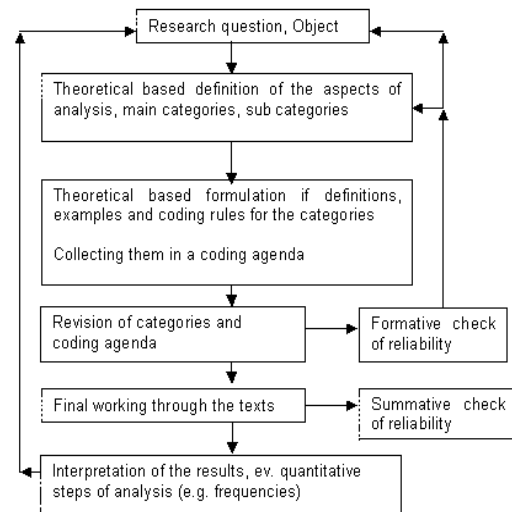 Research question, Object
Theoretical based definition of the aspects of
analysis, main categories, sub categories
Theoretical based formulation if definitions,
examples and coding rules for the categories
Collecting them in a coding agenda
Revision of categories and
coding agenda
Formative check
of reliability
Final working through the texts
Summative check
of reliability
Interpretation of the results, ev. quantitative
steps of analysis (e.g. frequencies)